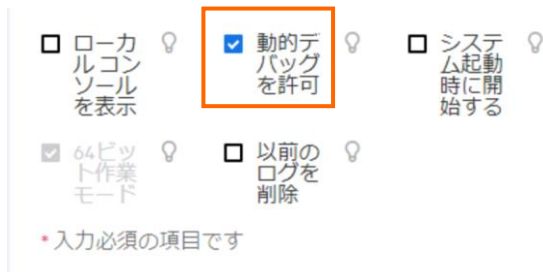 ローカ
ルコン
ソール
を表示
動的デ
バッグ
を許可
システ
ム起動
時に開
始する
64ビッ
ト作業
モード
以前の
ログを
削除
*入力必須の項目です